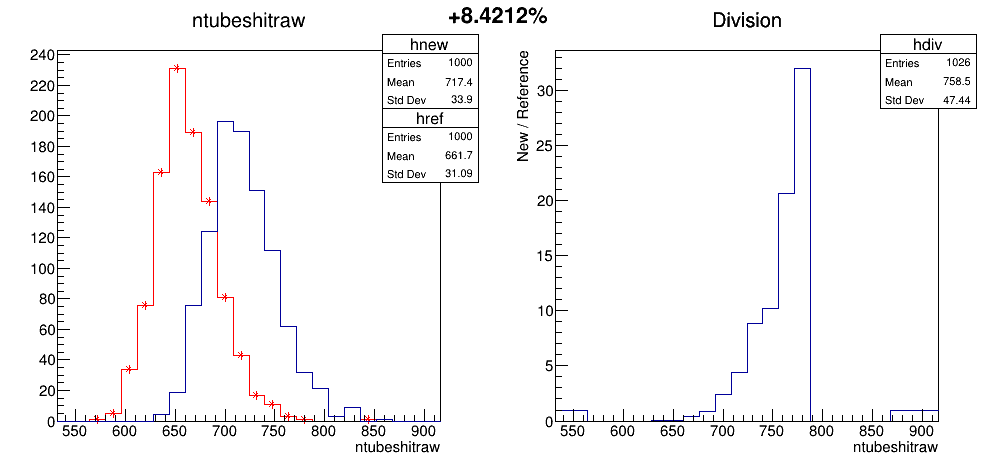 +8.4212%
ntubeshitraw
hnew
Entries 1000
Mean 717.4
Std Dev 33.9
href
Entries 1000
Mean 661.7
Std Dev 31.09
240
220
200
180
160
140
120
100
80
60
40
20
0
550 600 650 700 750 800 850 900
ntubeshitraw
Division
hdiv
Entries 1026
Mean 758.5
Std Dev 47.44
New / Reference
30
25
20
15
10
5
0
550 600 650 700 750 800 850 900
ntubeshitraw